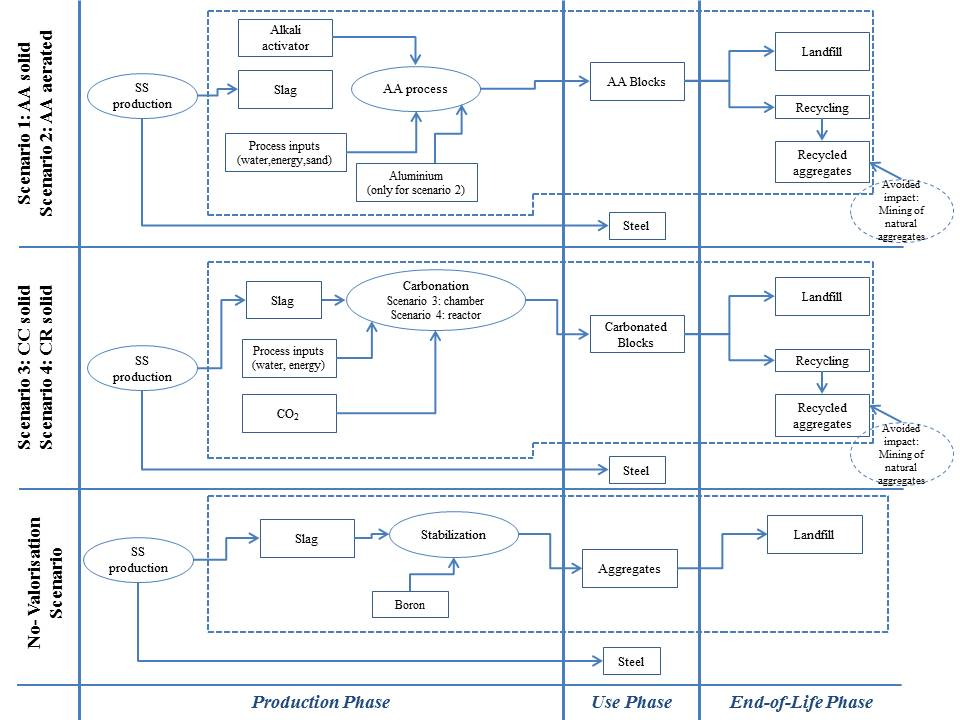 Scenario 1: AA solid
Scenario 2: AA aerated
Alkali
activator
SS
production
Slag
AA process
Process inputs
(water,energy,sand)
Aluminium
(only for scenario 2)
AA Blocks
Landfill
Recycling
Recycled
aggregates
Avoided
impact:
Mining of
natural
aggregates
Steel
Scenario 3: CC solid
Scenario 4: CR solid
SS
production
Slag
Carbonation
Scenario 3: chamber
Scenario 4: reactor
Process inputs
(water, energy)
CO₂
Carbonated
Blocks
Landfill
Recycling
Recycled
aggregates
Avoided
impact:
Mining of
natural
aggregates
Steel
No- Valorisation
Scenario
SS
production
Slag
Stabilization
Boron
Aggregates
Landfill
Steel
Production Phase
Use Phase
End-of-Life Phase